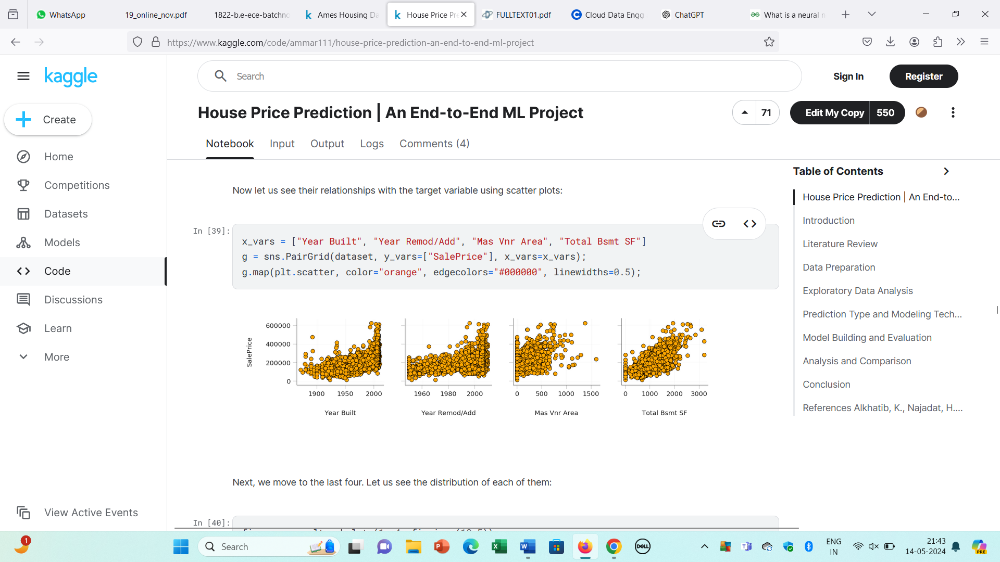 WhatsApp
19_online_nov.pdf
1822-b.e-ece-batchno
Ames Housing Da
House Price Pre
FULLTEXT01.pdf
Cloud Data Engg
ChatGPT
What is a neural n
https://www.kaggle.com/code/ammar111/house-price-prediction-an-end-to-end-ml-project
kaggle
Search
Sign In
Register
Create
Home
Competitions
Datasets
Models
Code
Discussions
Learn
More
View Active Events
House Price Prediction | An End-to-End ML Project
71
Edit My Copy
550
Notebook
Input
Output
Logs
Comments (4)
Now let us see their relationships with the target variable using scatter plots:
In [39]:
x_vars = ["Year Built", "Year Remod/Add", "Mas Vnr Area", "Total Bsmt SF"]
g = sns.PairGrid(dataset, y_vars=["SalePrice"], x_vars=x_vars);
g.map(plt.scatter, color="orange", edgecolors="#000000", linewidths=0.5);
SalePrice
600000
400000
200000
0
1900 1950 2000
Year Built
1960 1980 2000
Year Remod/Add
0 500 1000 1500
Mas Vnr Area
0 1000 2000 3000
Total Bsmt SF
Next, we move to the last four. Let us see the distribution of each of them:
In [40]:
Table of Contents
House Price Prediction | An End-to...
Introduction
Literature Review
Data Preparation
Exploratory Data Analysis
Prediction Type and Modeling Tech...
Model Building and Evaluation
Analysis and Comparison
Conclusion
References Alkhatib, K., Najadat, H....
1
Search
DELL
ENG
IN
21:43
14-05-2024
PRE